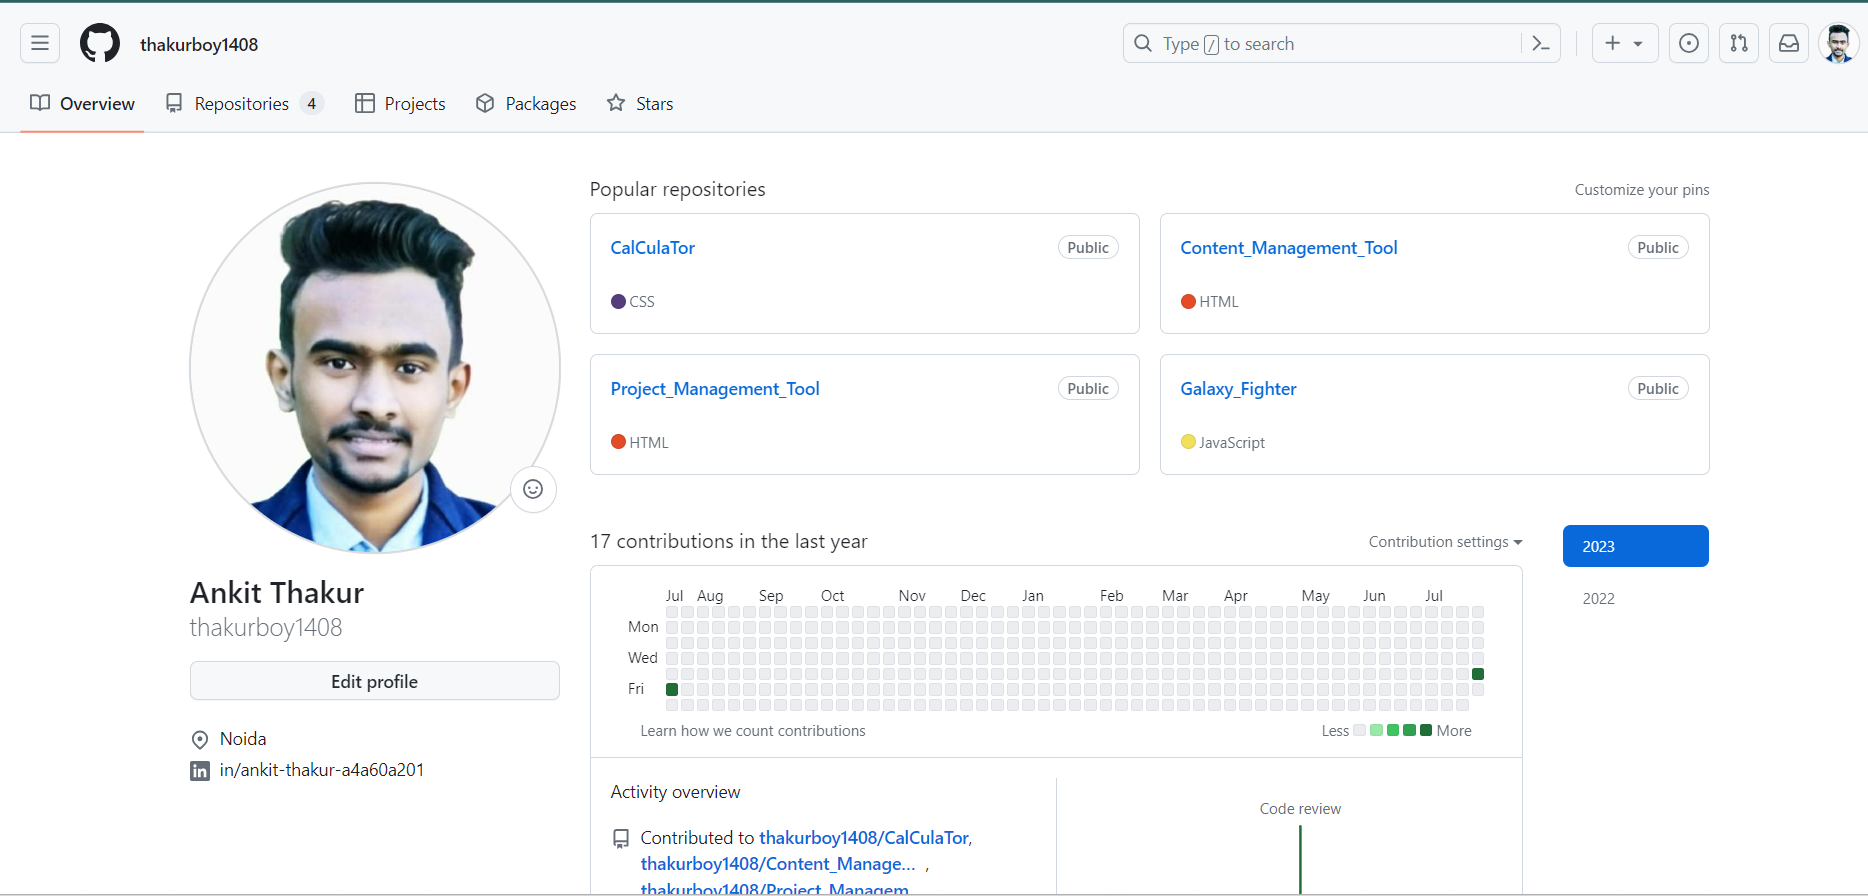 thakurboy1408
Type / to search
Overview
Repositories 4
Projects
Packages
Stars
Popular repositories
Customize your pins
CalCulaTor
Public
CSS
Content_Management_Tool
Public
HTML
Project_Management_Tool
Public
HTML
Galaxy_Fighter
Public
JavaScript
Ankit Thakur
thakurboy1408
Edit profile
Noida
in/ankit-thakur-a4a60a201
17 contributions in the last year
Contribution settings
2023
2022
Jul Aug Sep Oct Nov Dec Jan Feb Mar Apr May Jun Jul
Mon
Wed
Fri
Learn how we count contributions
Less More
Activity overview
Contributed to thakurboy1408/CalCulaTor,
thakurboy1408/Content_Manage... ,
thakurboy1408/Project_Managem
Code review